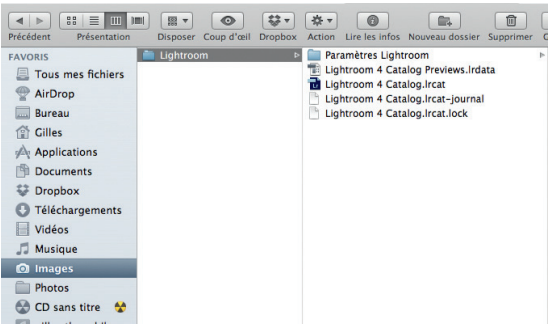 Précédent Présentation Disposer Coup d'œil Dropbox Action Lire les infos Nouveau dossier Supprimer
FAVORIS
Tous mes fichiers
AirDrop
Bureau
Gilles
Applications
Documents
Dropbox
Téléchargements
Vidéos
Musique
Images
Photos
CD sans titre
Lightroom
Paramètres Lightroom
Lightroom 4 Catalog Previews.lrdata
Lightroom 4 Catalog.lrcat
Lightroom 4 Catalog.lrcat-journal
Lightroom 4 Catalog.lrcat.lock